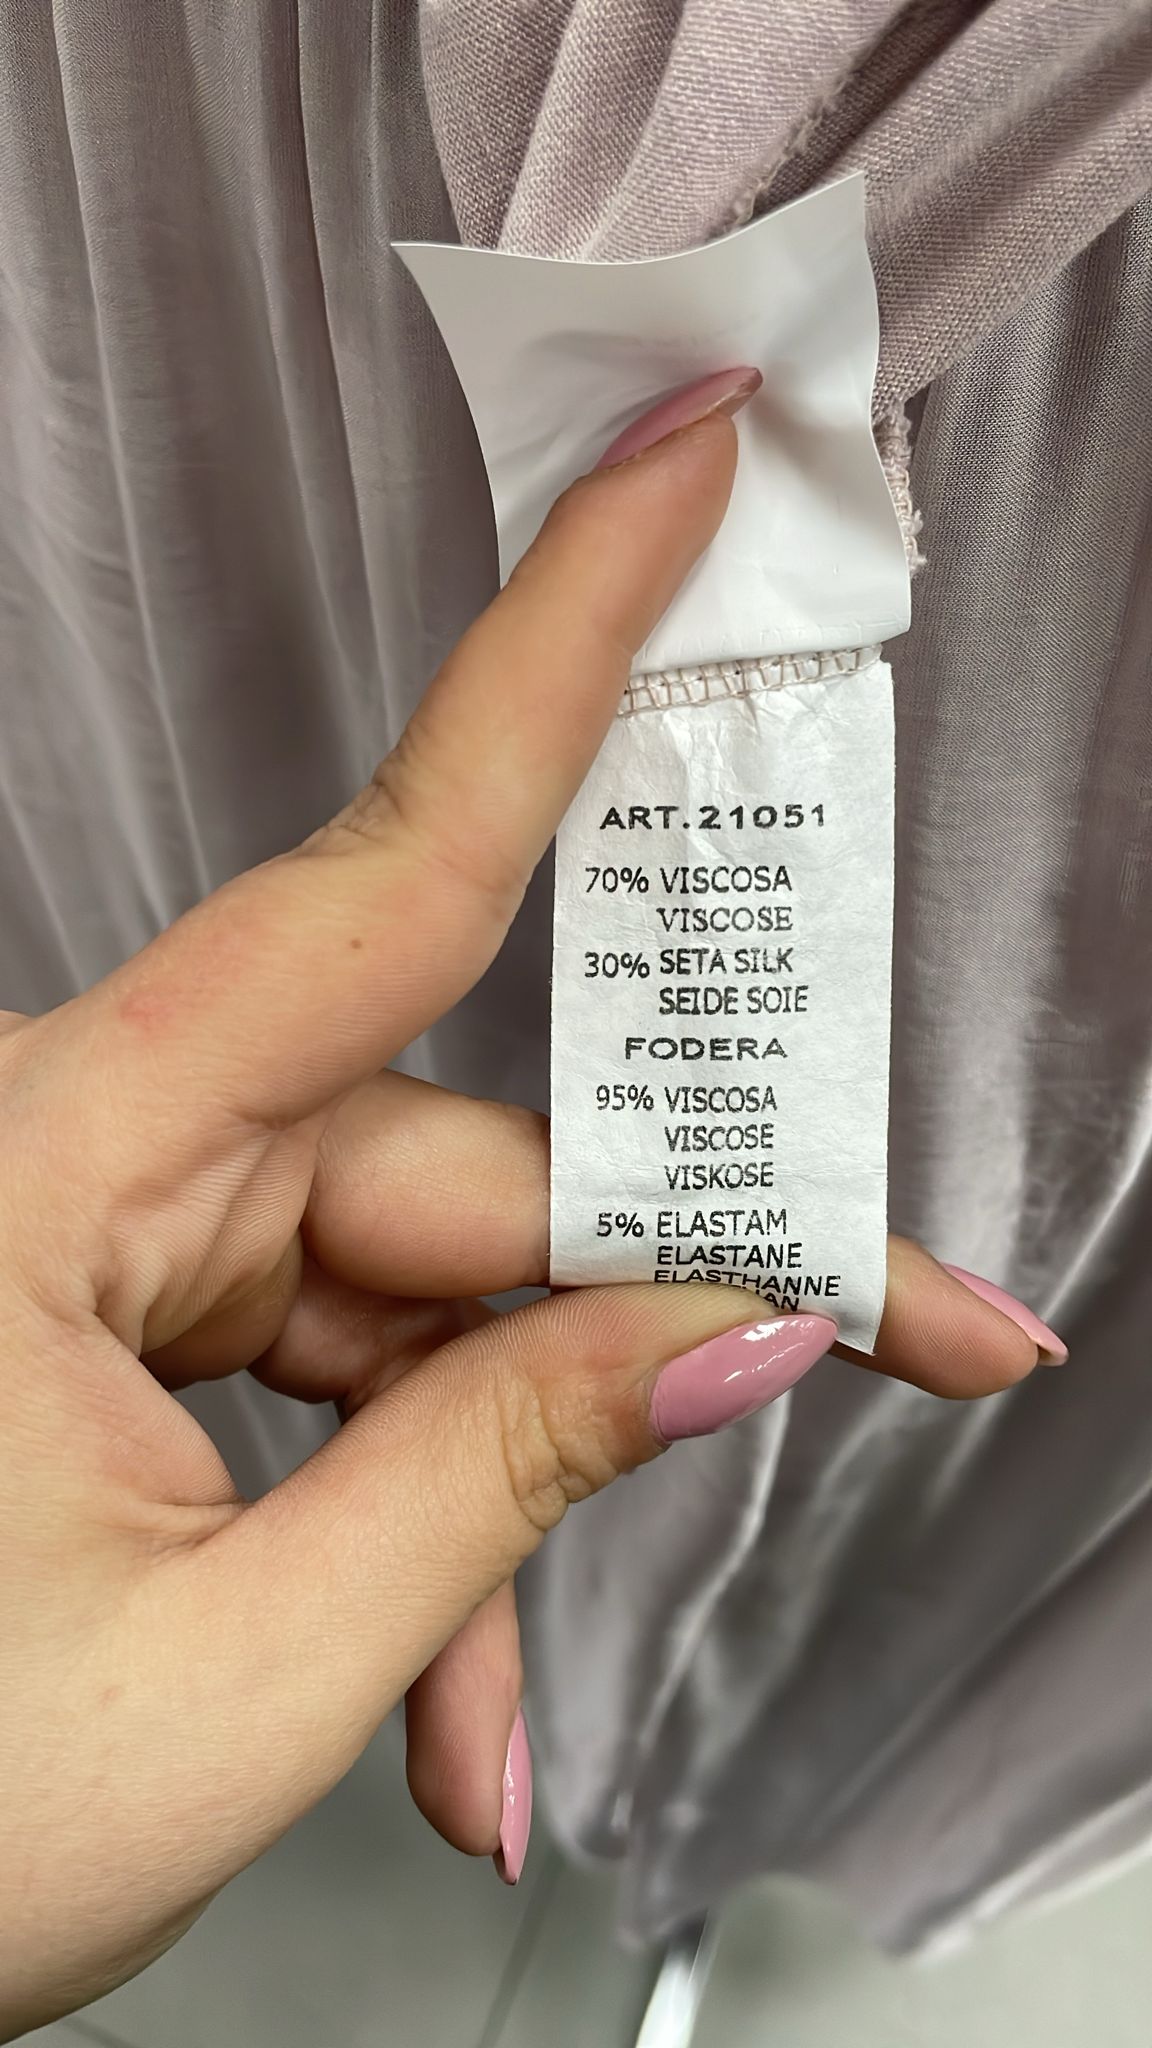 ART.21051
70% VISCOSA
VISCOSE
30% SETA SILK
SEIDE SOIE
FODERA
95% VISCOSA
VISCOSE
VISKOSE
5% ELASTAM
ELASTANE
ELASTHANNE